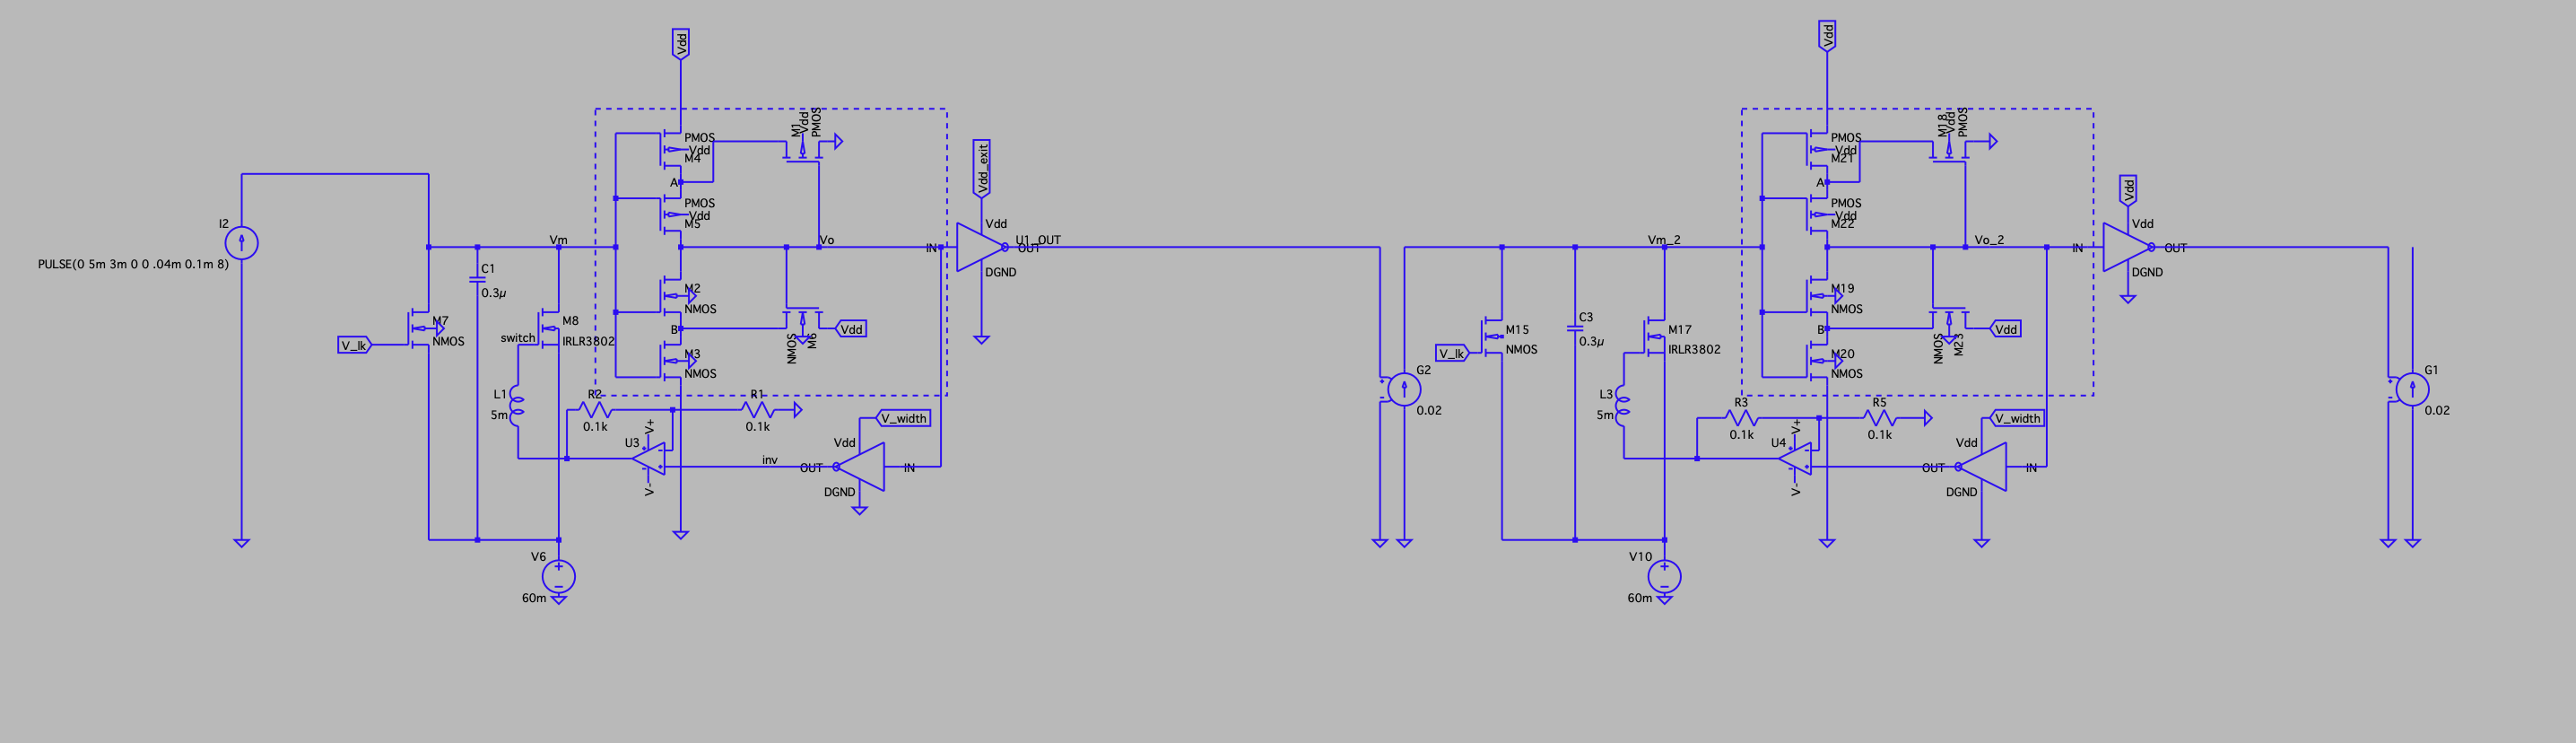 Vdd
I2
PULSE(0 5m 3m 0 0 .04m 0.1m 8)
V_lk
M7
NMOS
C1
0.3µ
Vm
switch
M8
IRLR3802
L1
5m
V6
60m
PMOS
Vdd
M4
A
PMOS
Vdd
M5
M2
NMOS
B
M3
NMOS
M1
Vdd
PMOS
Vo
NMOS
M6
Vdd
R2
0.1k
R1
0.1k
U3
V+
V-
inv
OUT
Vdd
IN
DGND
V_width
Vdd_exit
IN
Vdd
U1_OUT
OUT
DGND
G2
0.02
V_lk
M15
NMOS
C3
0.3µ
Vm_2
M17
IRLR3802
L3
5m
V10
60m
Vdd
PMOS
Vdd
M21
A
PMOS
Vdd
M22
M19
NMOS
B
M20
NMOS
M18
Vdd
PMOS
Vo_2
NMOS
M23
Vdd
R3
0.1k
R5
0.1k
U4
V+
V-
OUT
Vdd
IN
DGND
V_width
Vdd
IN
Vdd
OUT
DGND
G1
0.02